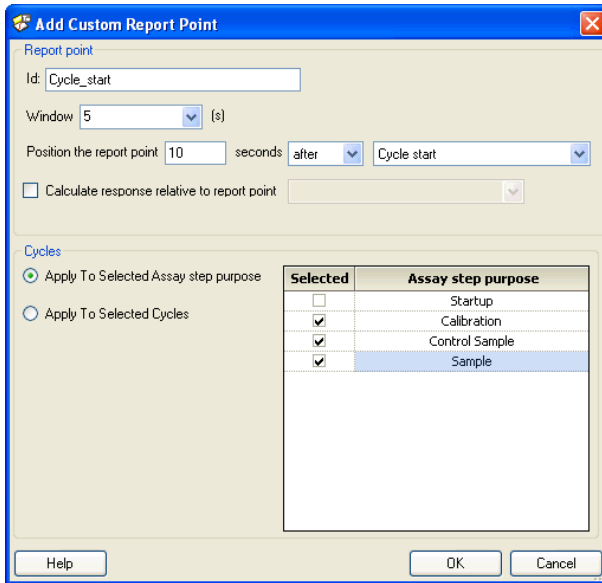 Add Custom Report Point
Report point
Id: Cycle_start
Window 5 (s)
Position the report point 10 seconds after Cycle start
Calculate response relative to report point
Cycles
Apply To Selected Assay step purpose
Apply To Selected Cycles
Selected Assay step purpose
Startup
Calibration
Control Sample
Sample
Help OK Cancel